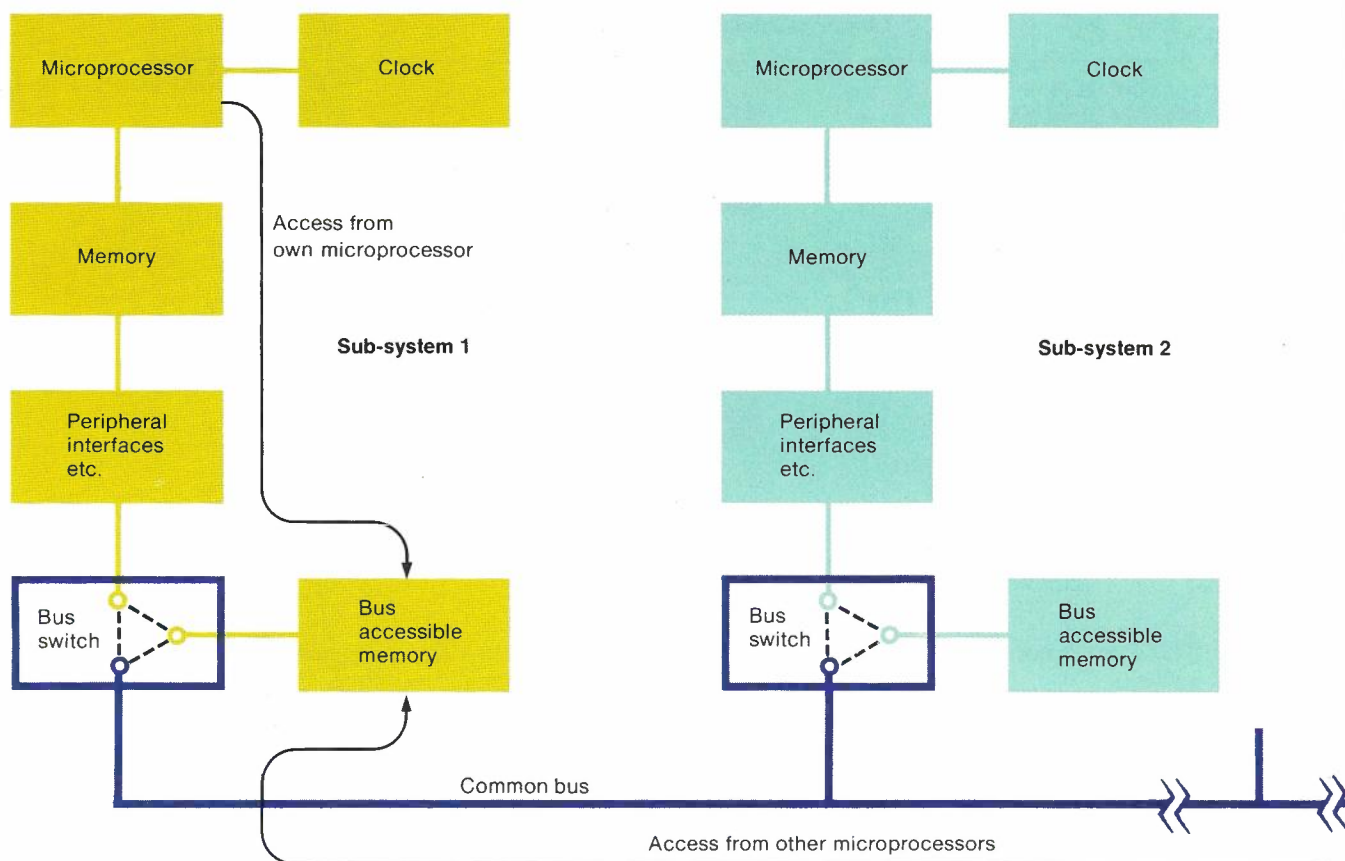 Microprocessor
Clock
Memory
Access from
own microprocessor
Sub-system 1
Peripheral
interfaces
etc.
Bus
switch
Bus
accessible
memory
Microprocessor
Clock
Memory
Sub-system 2
Peripheral
interfaces
etc.
Bus
switch
Bus
accessible
memory
Common bus
Access from other microprocessors